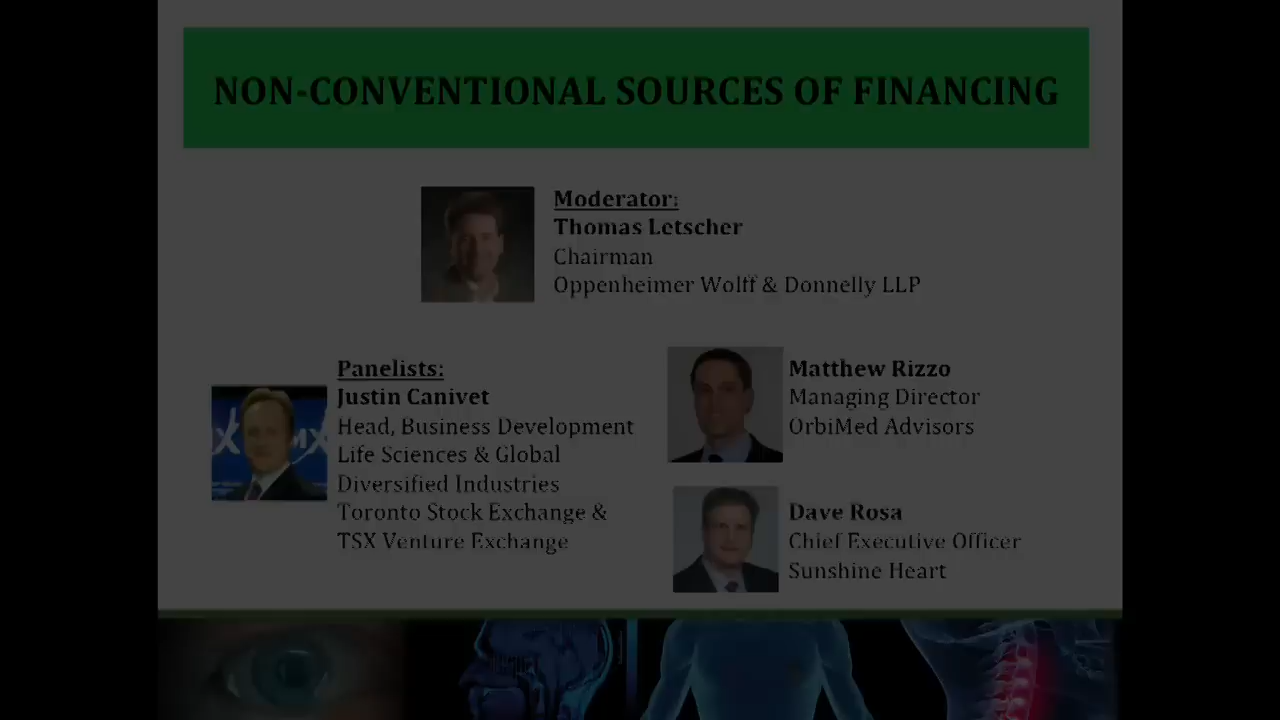 NON-CONVENTIONAL SOURCES OF FINANCING
Moderator:
Thomas Letscher
Chairman
Oppenheimer Wolff & Donnelly LLP
Panelists:
Justin Canivet
Head, Business Development
Life Sciences & Global
Diversified Industries
Toronto Stock Exchange &
TSX Venture Exchange
Matthew Rizzo
Managing Director
OrbiMed Advisors
Dave Rosa
Chief Executive Officer
Sunshine Heart